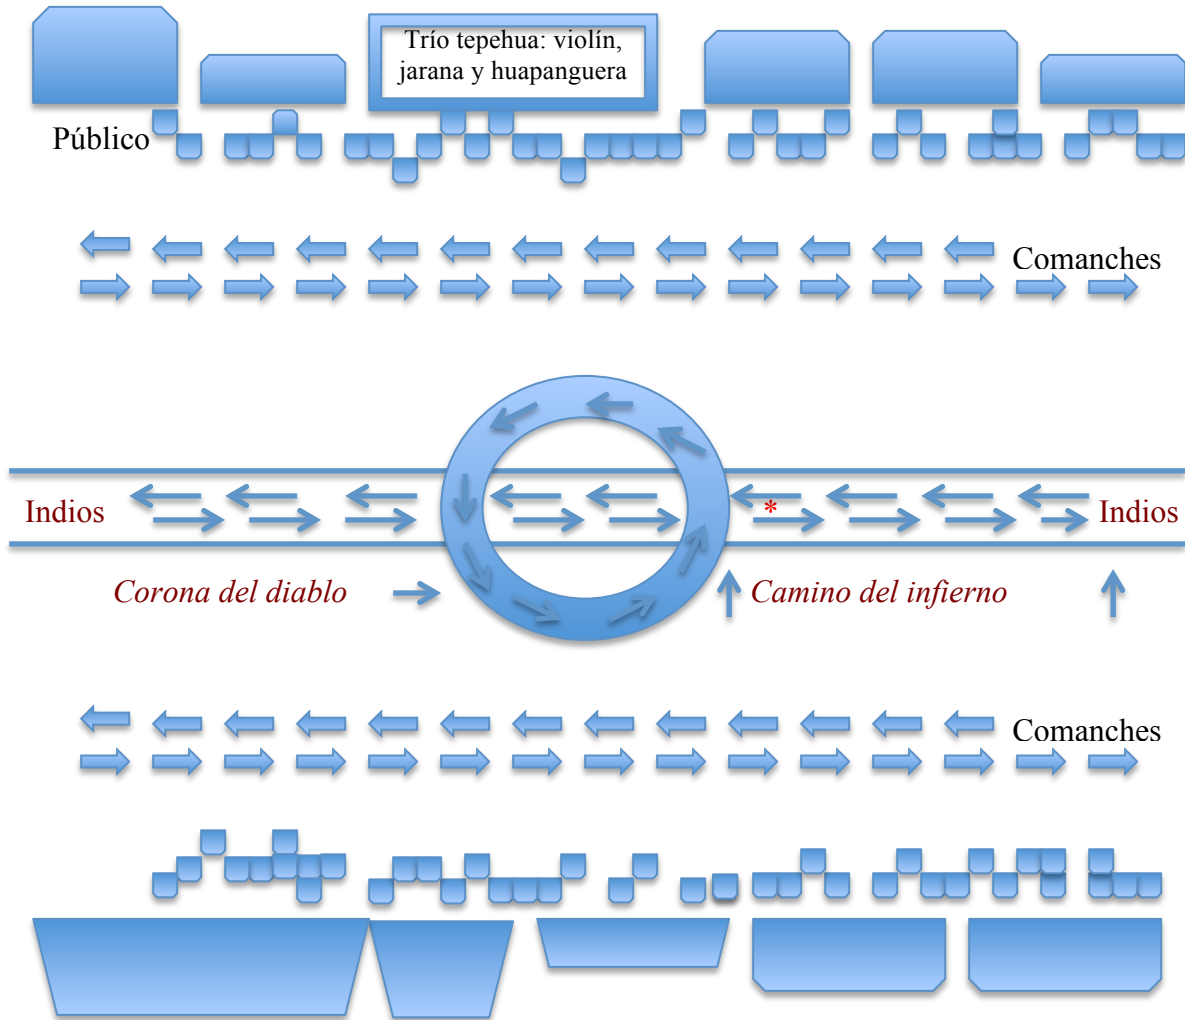 Trío tepehua: violín,
jarana y huapanguera
Público
Comanches
Indios
*
Indios
Corona del diablo
Camino del infierno
Comanches